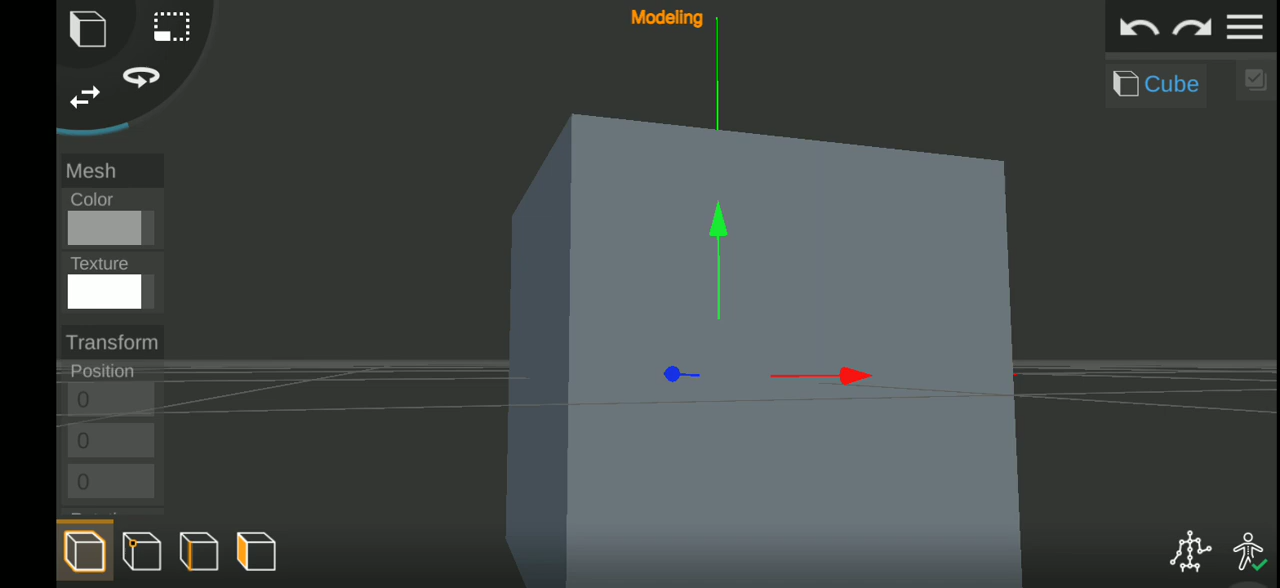 Modeling
Cube
Mesh
Color
Texture
Transform
Position
0
0
0